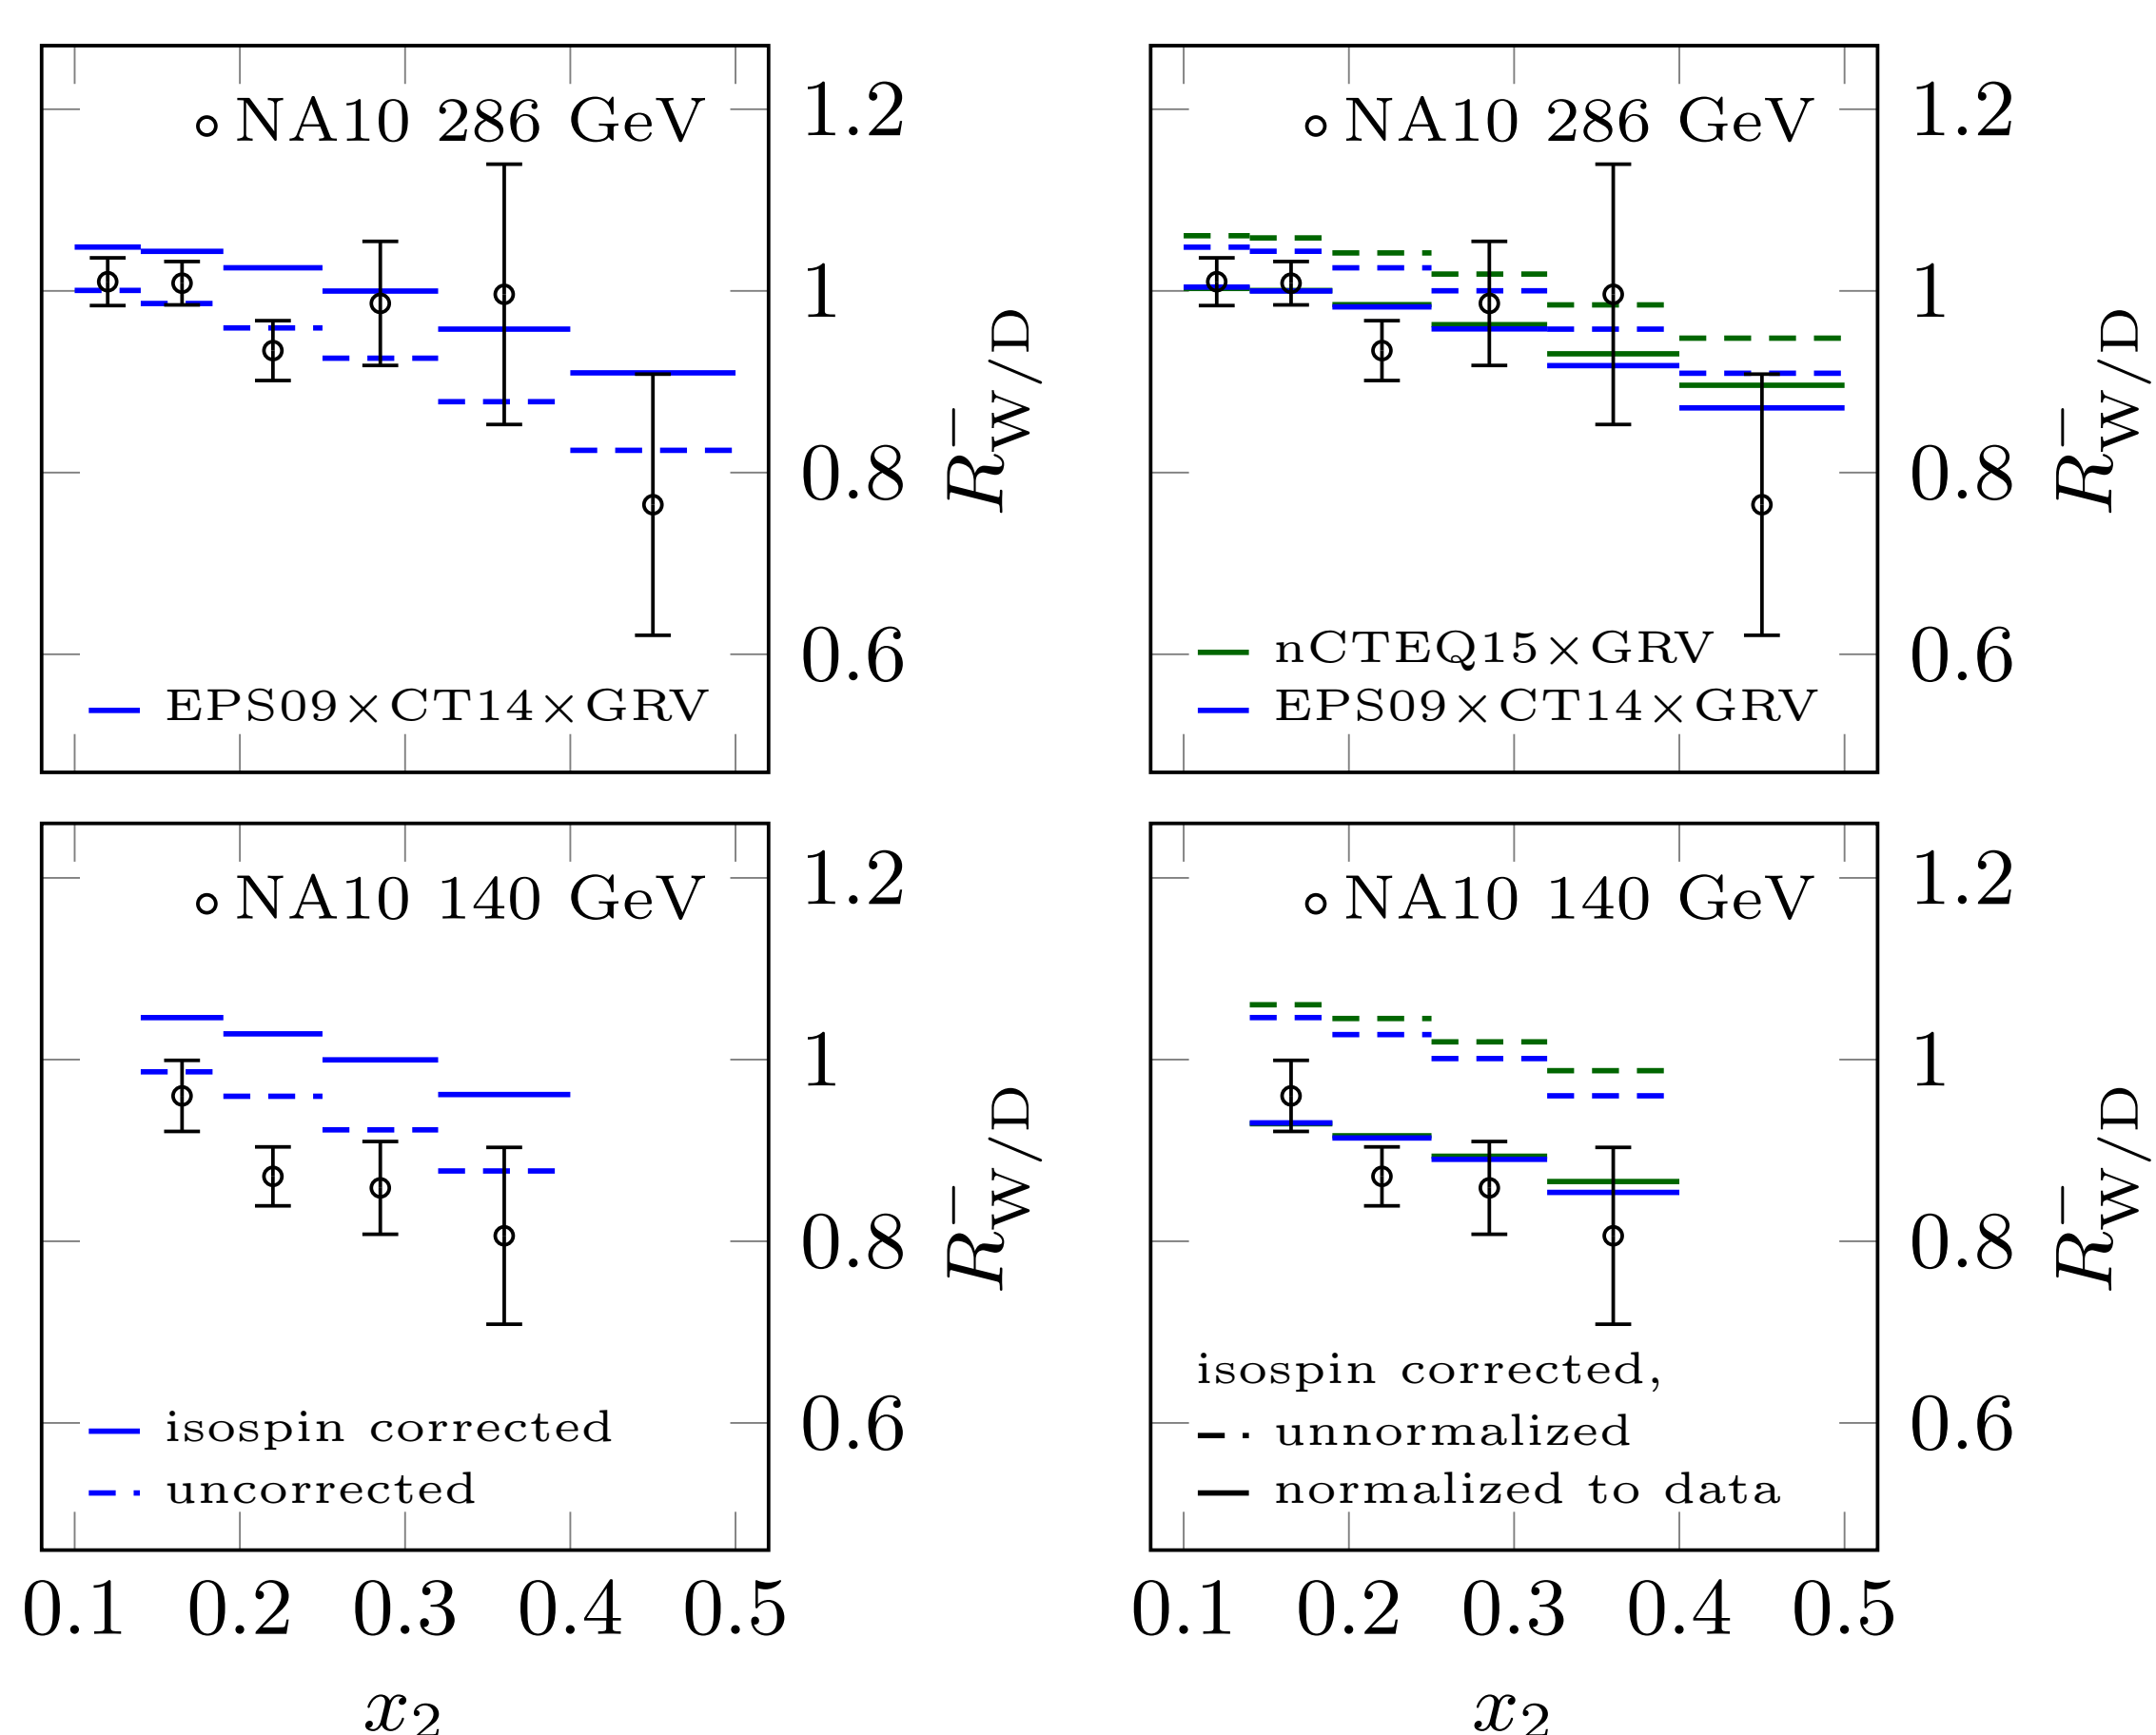 NA10 286 GeV
EPS09×CT14×GRV
1.2
1
0.8
0.6
R⁻W/D
NA10 286 GeV
nCTEQ15×GRV
EPS09×CT14×GRV
1.2
1
0.8
0.6
R⁻W/D
NA10 140 GeV
isospin corrected
uncorrected
1.2
1
0.8
0.6
R⁻W/D
0.1 0.2 0.3 0.4 0.5
x₂
NA10 140 GeV
isospin corrected,
unnormalized
normalized to data
1.2
1
0.8
0.6
R⁻W/D
0.1 0.2 0.3 0.4 0.5
x₂